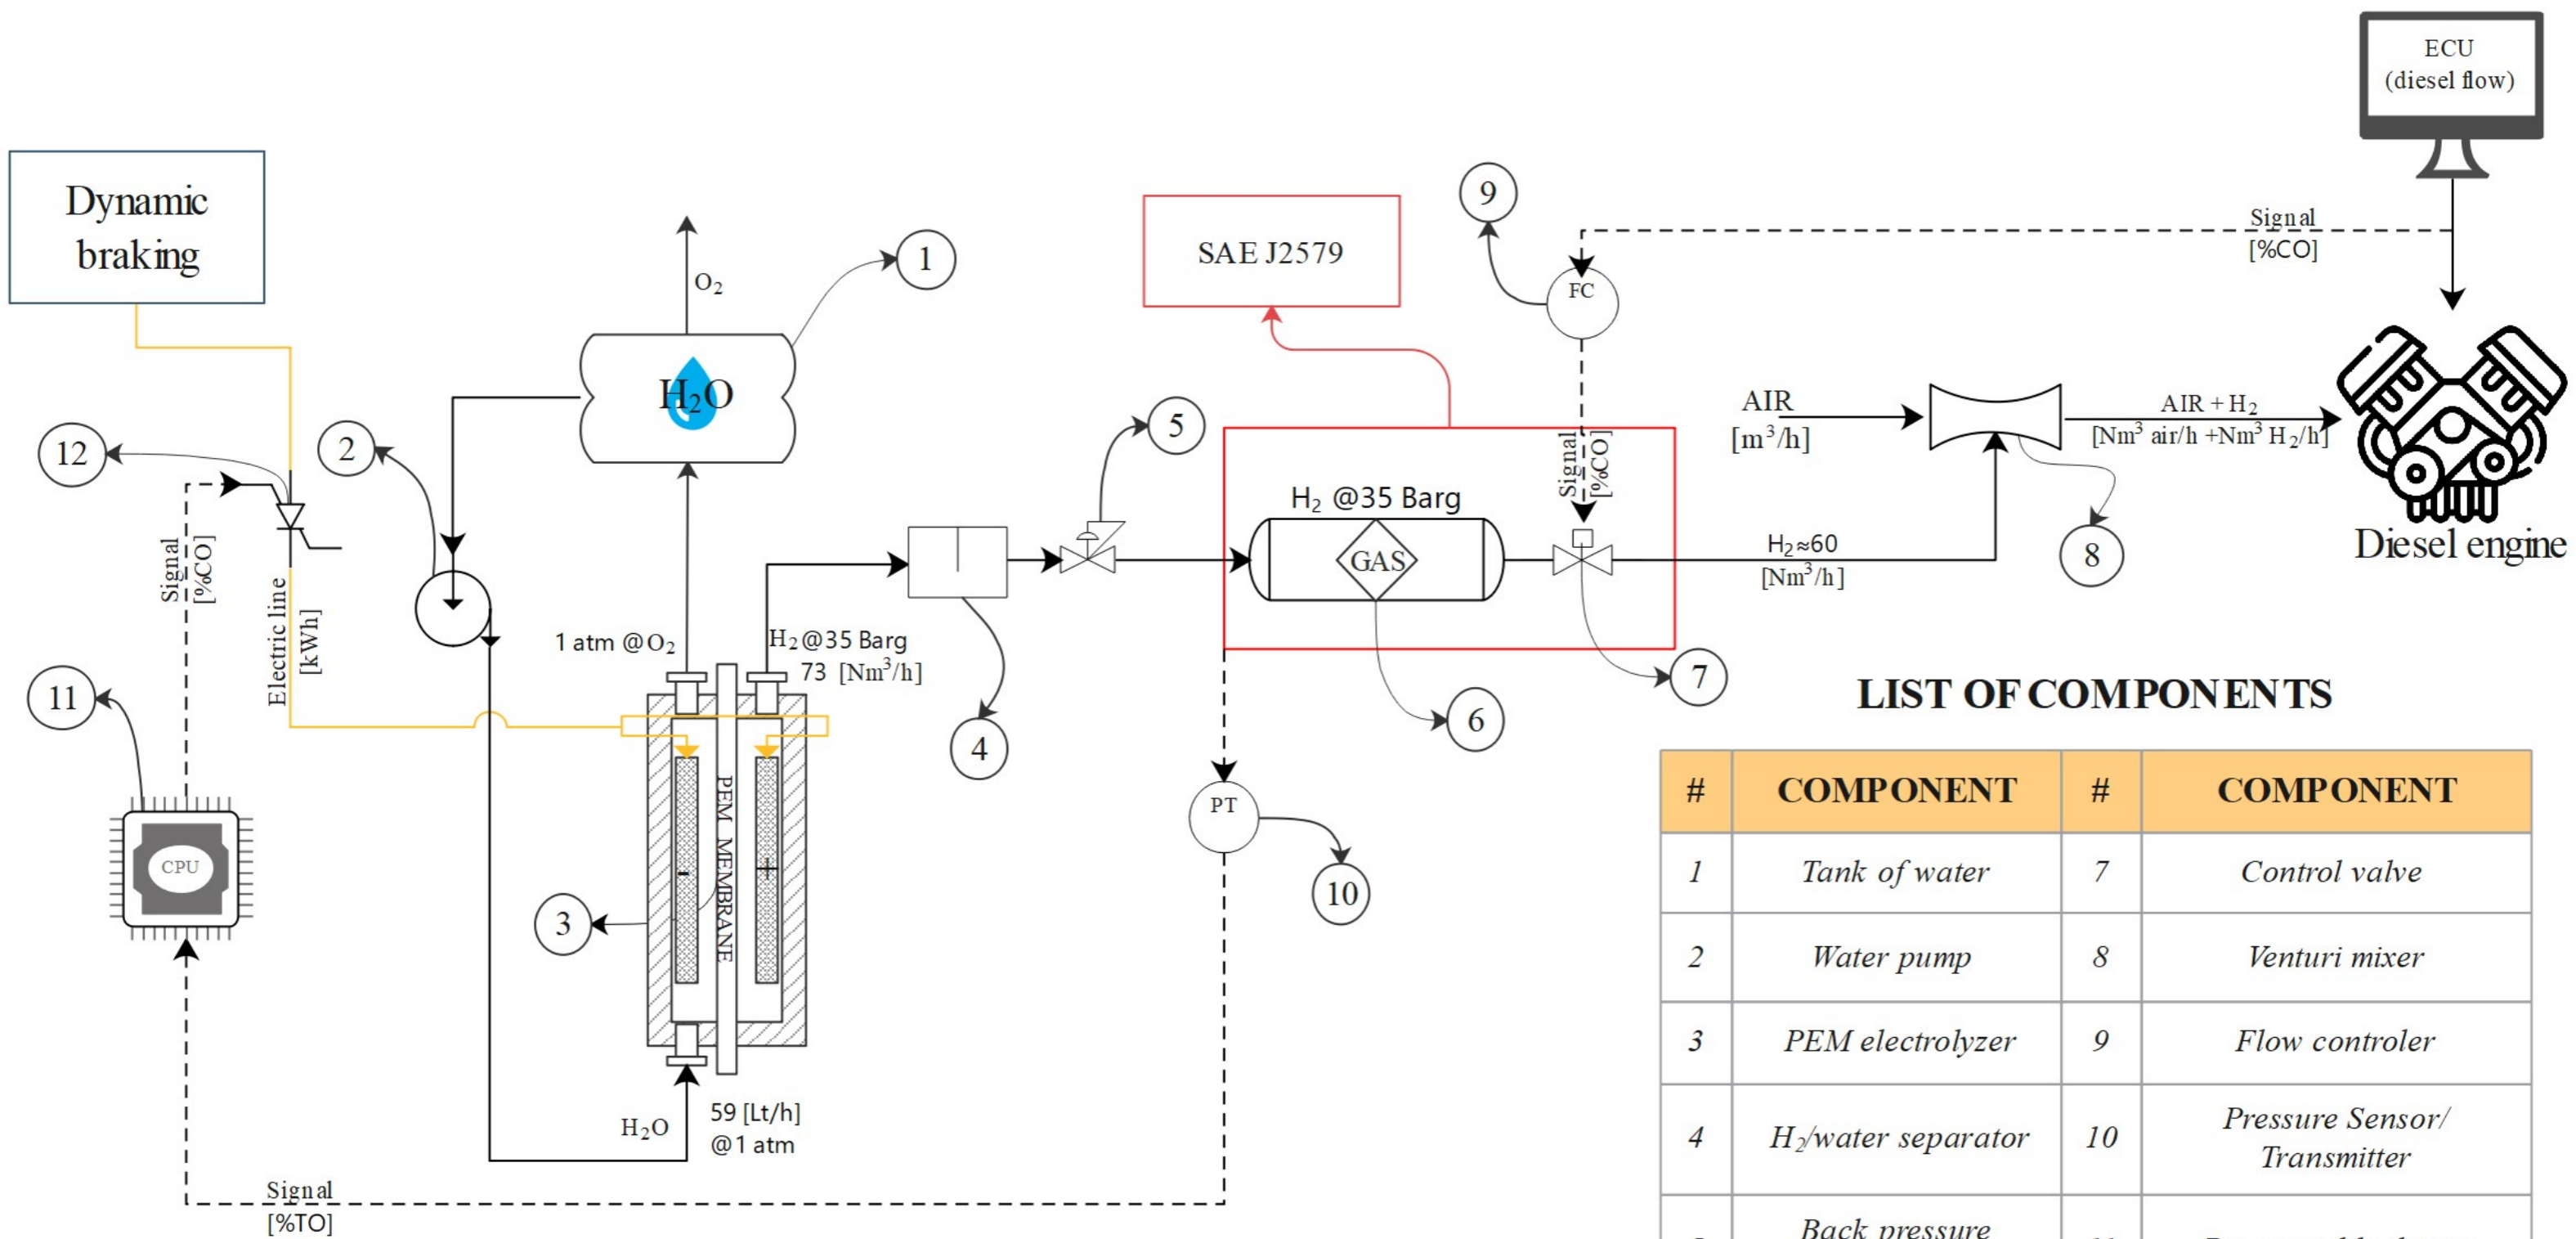 ECU
(diesel flow)
Dynamic
braking
9
Signal
[%CO]
SAE J2579
1
O₂
FC
H₂O
12
2
5
AIR
[m³/h]
AIR + H₂
[Nm³ air/h +Nm³ H₂/h]
Signal
[%CO]
H₂ @35 Barg
GAS
H₂≈60
[Nm³/h]
8
Diesel engine
Signal
[%CO]
Electric line
[kWh]
1 atm @O₂
H₂@35 Barg
73 [Nm³/h]
11
4
6
7
PT
10
CPU
3
-
PEM MEMBRANE
+
H₂O
59 [Lt/h]
@1 atm
Signal
[%TO]
LIST OF COMPONENTS
# COMPONENT # COMPONENT
1 Tank of water 7 Control valve
2 Water pump 8 Venturi mixer
3 PEM electrolyzer 9 Flow controler
4 H₂/water separator 10 Pressure Sensor/
Transmitter
Back pressure